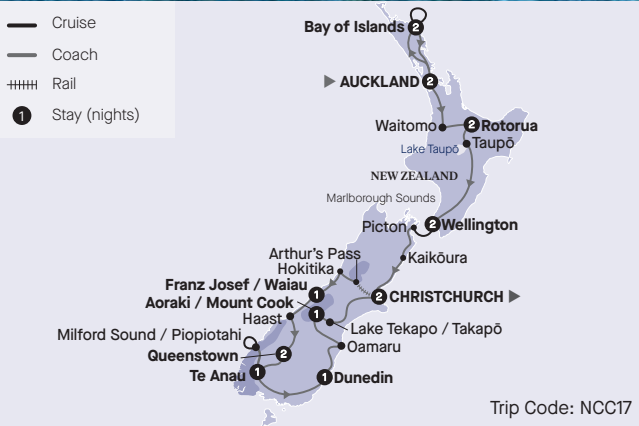 Cruise
Coach
Rail
1 Stay (nights)
Bay of Islands 2
▶ AUCKLAND 2
Waitomo
2 Rotorua
Lake Taupō
Taupō
NEW ZEALAND
Marlborough Sounds
Picton
2 Wellington
Kaikōura
Arthur's Pass
Hokitika
Franz Josef / Waiau 1
Aoraki / Mount Cook 1
2 CHRISTCHURCH ▶
Haast
Lake Tekapo / Takapō
Milford Sound / Piopiotahi
Oamaru
Queenstown 2
Te Anau 1
1 Dunedin
Trip Code: NCC17